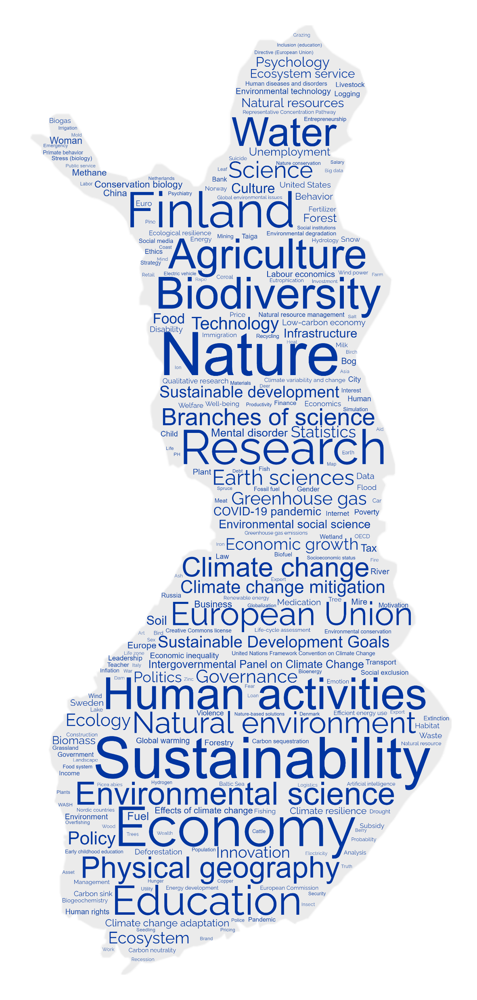 Grazing
Inclusion (education)
Directive (European Union)
Psychology
Ecosystem service
Human diseases and disorders
Livestock
Environmental technology
Logging
Natural resources
Representative Concentration Pathway
Water
Entrepreneurship
Biogas
Irrigation
Mold
Woman
Emergency
Primate behavior
Stress (biology)
Public service
Methane
Unemployment
Suicide
Nature conservation
Salary
Leaf
Science
Big data
Netherlands
Bank
Labor
Conservation biology
Norway
Culture
United States
China
Psychiatry
Global environmental issues
Behavior
Finland
Euro
Fertilizer
Forest
Pine
Social institutions
Ecological resilience
Mining
Taiga
Environmental degradation
Social media
Energy
Hydrology
Snow
Coast
Ethics
Agriculture
Mind
Strategy
Retail
Electric vehicle
Labour economics
Wind power
Farm
Rape
Cereal
Eutrophication
Investment
Biodiversity
Food
Price
Natural resource management
Salt
Technology
Low-carbon economy
Disability
Immigration
Recycling
Infrastructure
Heat
Milk
Nature
Birch
Bog
Ion
Asia
Qualitative research
Materials
Climate variability and change
City
Deer
Sustainable development
Interest
Human
Welfare
Well-being
Productivity
Finance
Economics
Simulation
Branches of science
Child
Mental disorder
Statistics
Aid
Research
Life
PH
Earth
Map
Plant
Debt
Fish
Earth sciences
Data
Spruce
Fossil fuel
Gender
Flood
Meat
Greenhouse gas
Car
COVID-19 pandemic
Internet
Poverty
Environmental social science
Greenhouse gas emissions
Wetland
OECD
Iron
Economic growth
Tax
Law
Biofuel
Socioeconomic status
Fire
Climate change
River
Ash
Expert
Climate change mitigation
Russia
Renewable energy
Business
Globalization
Medication
Tree
Mire
Motivation
Soil
European Union
Art
Bird
Creative Commons license
Life-cycle assessment
Environmental conservation
Sex
Europe
Sustainable Development Goals
Life zone
Leadership
Economic inequality
United Nations Framework Convention on Climate Change
Teacher
Italy
Intergovernmental Panel on Climate Change
Transport
Inflation
War
Bioenergy
Social exclusion
Dam
Politics
Zinc
Governance
Emotion
Human activities
Fear
Loan
Wind
Sweden
Lake
Violence
Nature-based solutions
Denmark
Efficient energy use
Export
Ecology
Natural environment
Extinction
Habitat
Construction
Waste
Biomass
Global warming
Forestry
Carbon sequestration
Natural resource
Grassland
Government
Landscape
Sustainability
Food system
Income
Picea abies
Hydrogen
Baltic Sea
Logistics
Artificial intelligence
Plants
Environmental science
WASH
Nordic countries
Effects of climate change
Fishing
Climate resilience
Drought
Environment
Fuel
Overfishing
Wood
Economy
Subsidy
Trees
Wealth
Cattle
Berry
Policy
Probability
Early childhood education
Deforestation
Population
Innovation
Electricity
Analysis
Physical geography
Truth
Asset
Management
Hunger
Copper
Utility
Energy development
European Commission
Carbon sink
Education
Security
Biogeochemistry
Insect
Human rights
Climate change adaptation
Police
Pandemic
Seedling
Pricing
Ecosystem
Brand
Work
Carbon neutrality
Recession